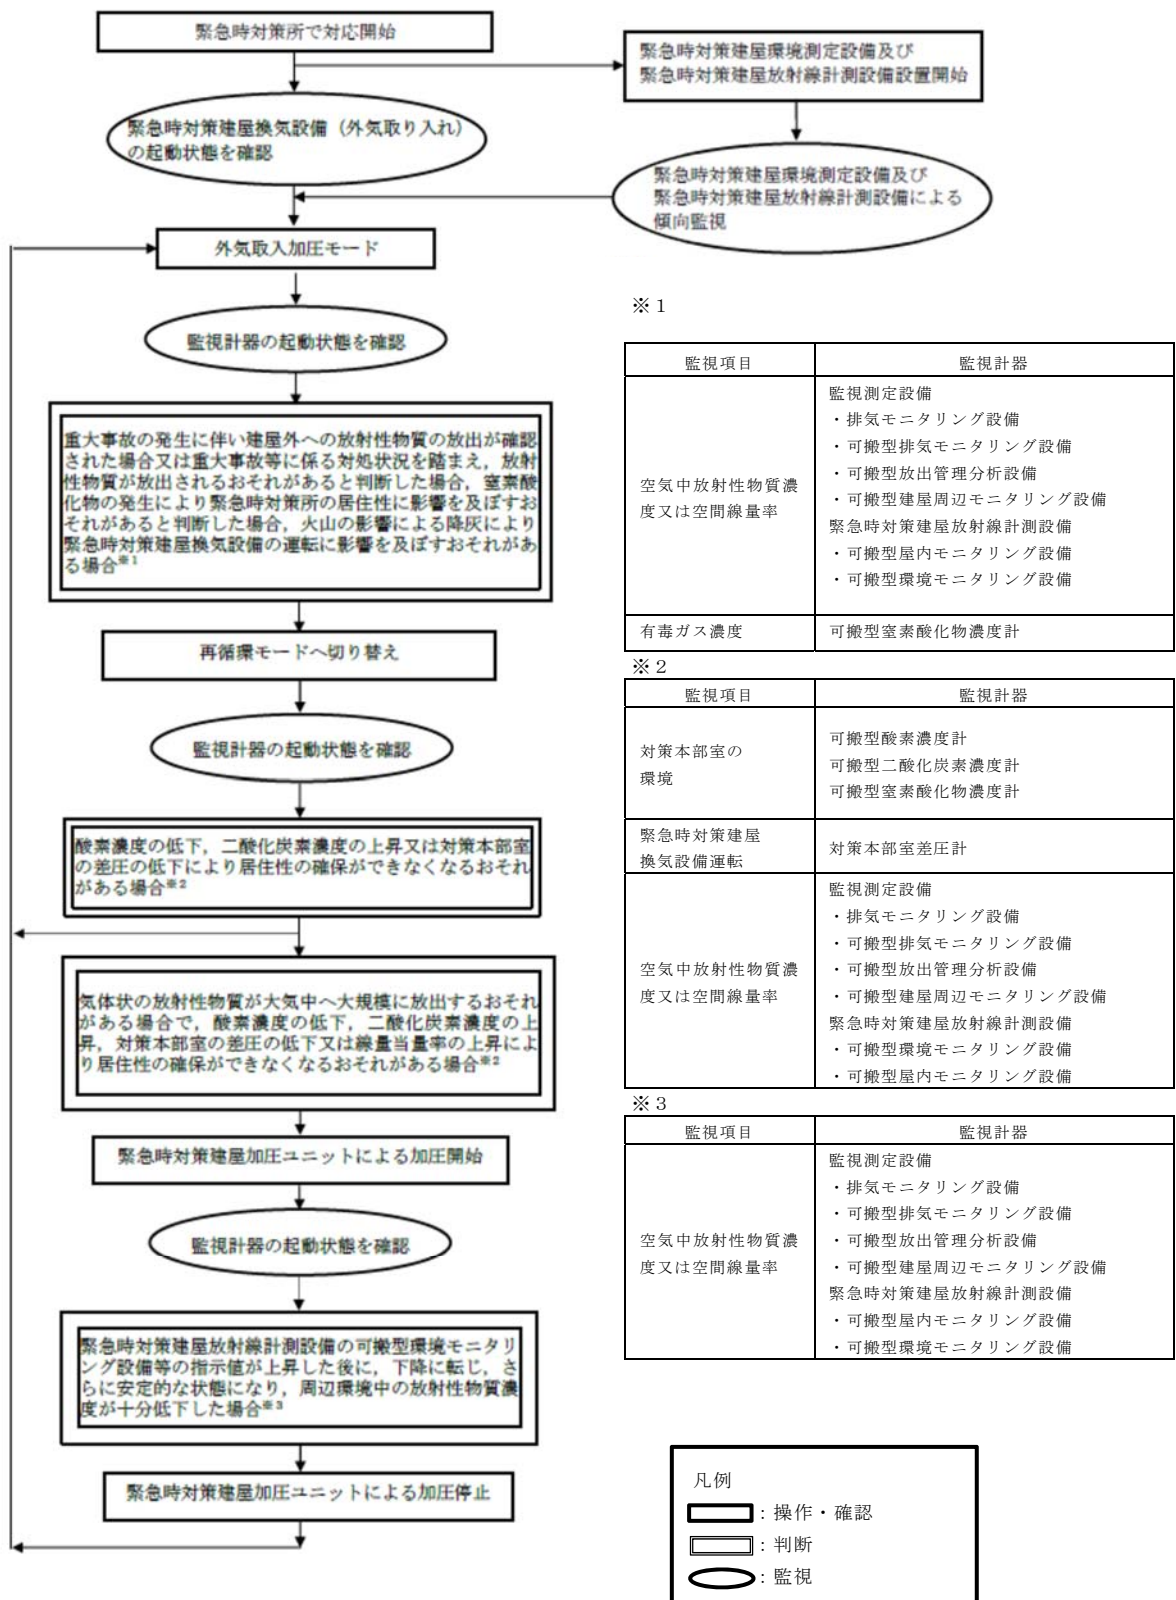 緊急時対策所で対応開始
緊急時対策建屋環境測定設備及び
緊急時対策建屋放射線計測設備設置開始
緊急時対策建屋換気設備（外気取り入れ）
の起動状態を確認
緊急時対策建屋環境測定設備及び
緊急時対策建屋放射線計測設備による
傾向監視
外気取入加圧モード
監視計器の起動状態を確認
重大事故の発生に伴い建屋外への放射性物質の放出が確認
された場合又は重大事故等に係る対処状況を踏まえ，放射
性物質が放出されるおそれがあると判断した場合，窒素酸
化物の発生により緊急時対策所の居住性に影響を及ぼすお
それがあると判断した場合，火山の影響による降灰により
緊急時対策建屋換気設備の運転に影響を及ぼすおそれがあ
る場合※1
再循環モードへ切り替え
監視計器の起動状態を確認
酸素濃度の低下，二酸化炭素濃度の上昇又は対策本部室
の差圧の低下により居住性の確保ができなくなるおそれ
がある場合※2
気体状の放射性物質が大気中へ大規模に放出するおそれ
がある場合で，酸素濃度の低下，二酸化炭素濃度の上
昇，対策本部室の差圧の低下又は線量当量率の上昇によ
り居住性の確保ができなくなるおそれがある場合※2
緊急時対策建屋加圧ユニットによる加圧開始
監視計器の起動状態を確認
緊急時対策建屋放射線計測設備の可搬型環境モニタリ
ング設備等の指示値が上昇した後に，下降に転じ，さ
らに安定的な状態になり，周辺環境中の放射性物質濃
度が十分低下した場合※3
緊急時対策建屋加圧ユニットによる加圧停止
※１
監視項目 監視計器
空気中放射性物質濃
度又は空間線量率
監視測定設備
・排気モニタリング設備
・可搬型排気モニタリング設備
・可搬型放出管理分析設備
・可搬型建屋周辺モニタリング設備
緊急時対策建屋放射線計測設備
・可搬型屋内モニタリング設備
・可搬型環境モニタリング設備
有毒ガス濃度 可搬型窒素酸化物濃度計
※２
監視項目 監視計器
対策本部室の
環境
可搬型酸素濃度計
可搬型二酸化炭素濃度計
可搬型窒素酸化物濃度計
緊急時対策建屋
換気設備運転
対策本部室差圧計
空気中放射性物質濃
度又は空間線量率
監視測定設備
・排気モニタリング設備
・可搬型排気モニタリング設備
・可搬型放出管理分析設備
・可搬型建屋周辺モニタリング設備
緊急時対策建屋放射線計測設備
・可搬型環境モニタリング設備
・可搬型屋内モニタリング設備
※３
監視項目 監視計器
空気中放射性物質濃
度又は空間線量率
監視測定設備
・排気モニタリング設備
・可搬型排気モニタリング設備
・可搬型放出管理分析設備
・可搬型建屋周辺モニタリング設備
緊急時対策建屋放射線計測設備
・可搬型屋内モニタリング設備
・可搬型環境モニタリング設備
凡例
：操作・確認
：判断
：監視